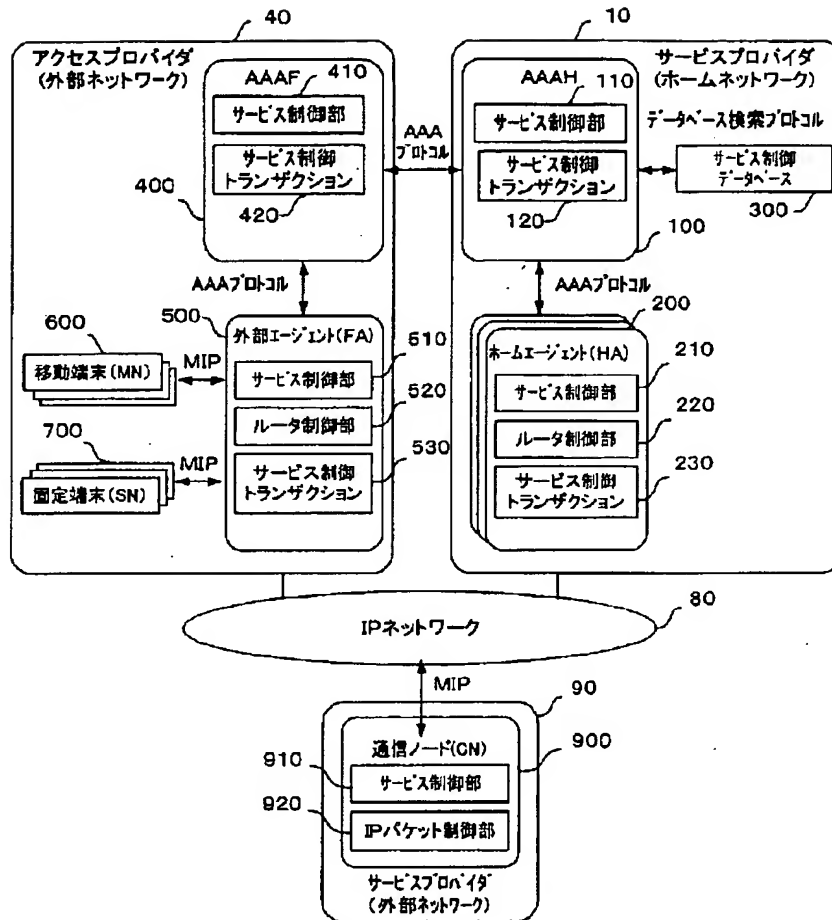 40
アクセスプロバイダ
(外部ネットワーク)
AAAF
410
サービス制御部
サービス制御
トランザクション
420
400
AAA
プロトコル
10
サービスプロバイダ
(ホームネットワーク)
AAAH
110
サービス制御部
サービス制御
トランザクション
120
100
データベース検索プロトコル
サービス制御
データベース
300
AAAプロトコル
AAAプロトコル
600
移動端末(MN)
MIP
700
固定端末(SN)
MIP
500
外部エージェント(FA)
510
サービス制御部
520
ルータ制御部
530
サービス制御
トランザクション
200
ホームエージェント(HA)
210
サービス制御部
220
ルータ制御部
230
サービス制御
トランザクション
80
IPネットワーク
MIP
90
通信ノード(CN)
900
910
サービス制御部
920
IPパケット制御部
サービスプロバイダ
(外部ネットワーク)